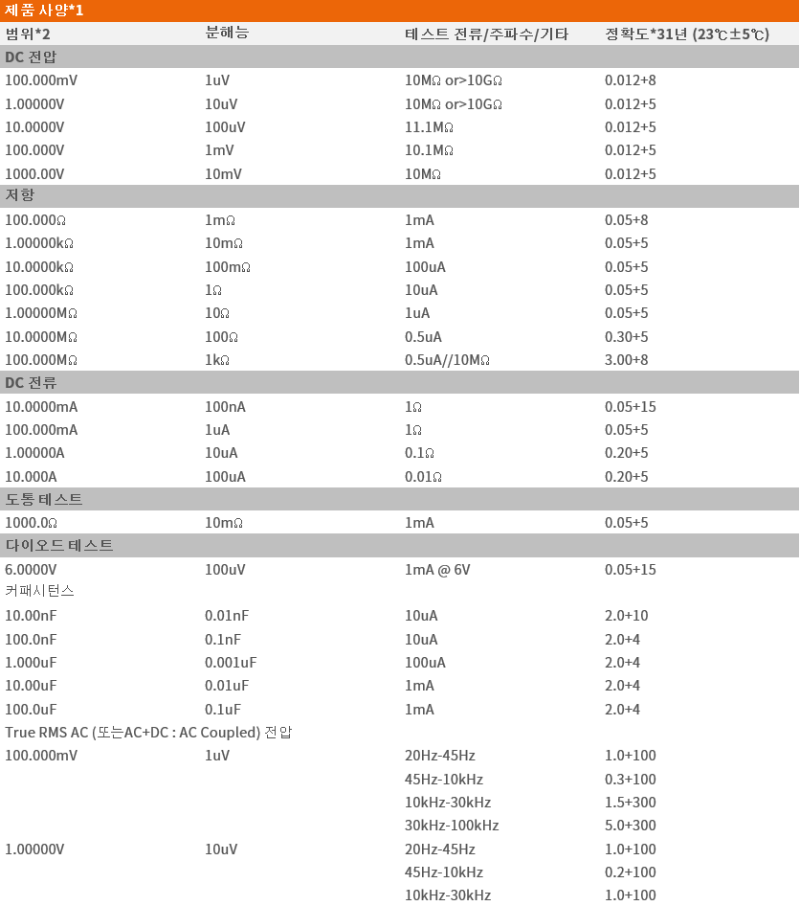 제품 사양*1
범위*2 분해능 테스트 전류/주파수/기타 정확도*31년 (23℃±5℃)
DC 전압
100.000mV 1uV 10MΩ or>10GΩ 0.012+8
1.00000V 10uV 10MΩ or>10GΩ 0.012+5
10.0000V 100uV 11.1MΩ 0.012+5
100.000V 1mV 10.1MΩ 0.012+5
1000.00V 10mV 10MΩ 0.012+5
저항
100.000Ω 1mΩ 1mA 0.05+8
1.00000kΩ 10mΩ 1mA 0.05+5
10.0000kΩ 100mΩ 100uA 0.05+5
100.000kΩ 1Ω 10uA 0.05+5
1.00000MΩ 10Ω 1uA 0.05+5
10.0000MΩ 100Ω 0.5uA 0.30+5
100.000MΩ 1kΩ 0.5uA//10MΩ 3.00+8
DC 전류
10.0000mA 100nA 1Ω 0.05+15
100.000mA 1uA 1Ω 0.05+5
1.00000A 10uA 0.1Ω 0.20+5
10.000A 100uA 0.01Ω 0.20+5
도통 테스트
1000.0Ω 10mΩ 1mA 0.05+5
다이오드 테스트
6.0000V 100uV 1mA @ 6V 0.05+15
커패시턴스
10.00nF 0.01nF 10uA 2.0+10
100.0nF 0.1nF 10uA 2.0+4
1.000uF 0.001uF 100uA 2.0+4
10.00uF 0.01uF 1mA 2.0+4
100.0uF 0.1uF 1mA 2.0+4
True RMS AC (또는AC+DC : AC Coupled) 전압
100.000mV 1uV 20Hz-45Hz 1.0+100
45Hz-10kHz 0.3+100
10kHz-30kHz 1.5+300
30kHz-100kHz 5.0+300
1.00000V 10uV 20Hz-45Hz 1.0+100
45Hz-10kHz 0.2+100
10kHz-30kHz 1.0+100